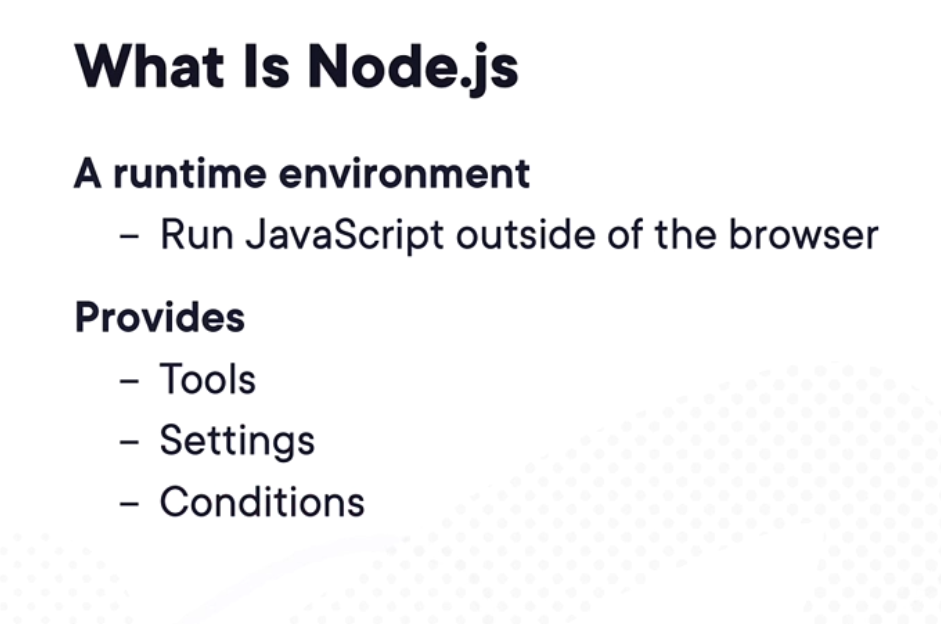 What Is Node.js
A runtime environment
– Run JavaScript outside of the browser
Provides
– Tools
– Settings
– Conditions